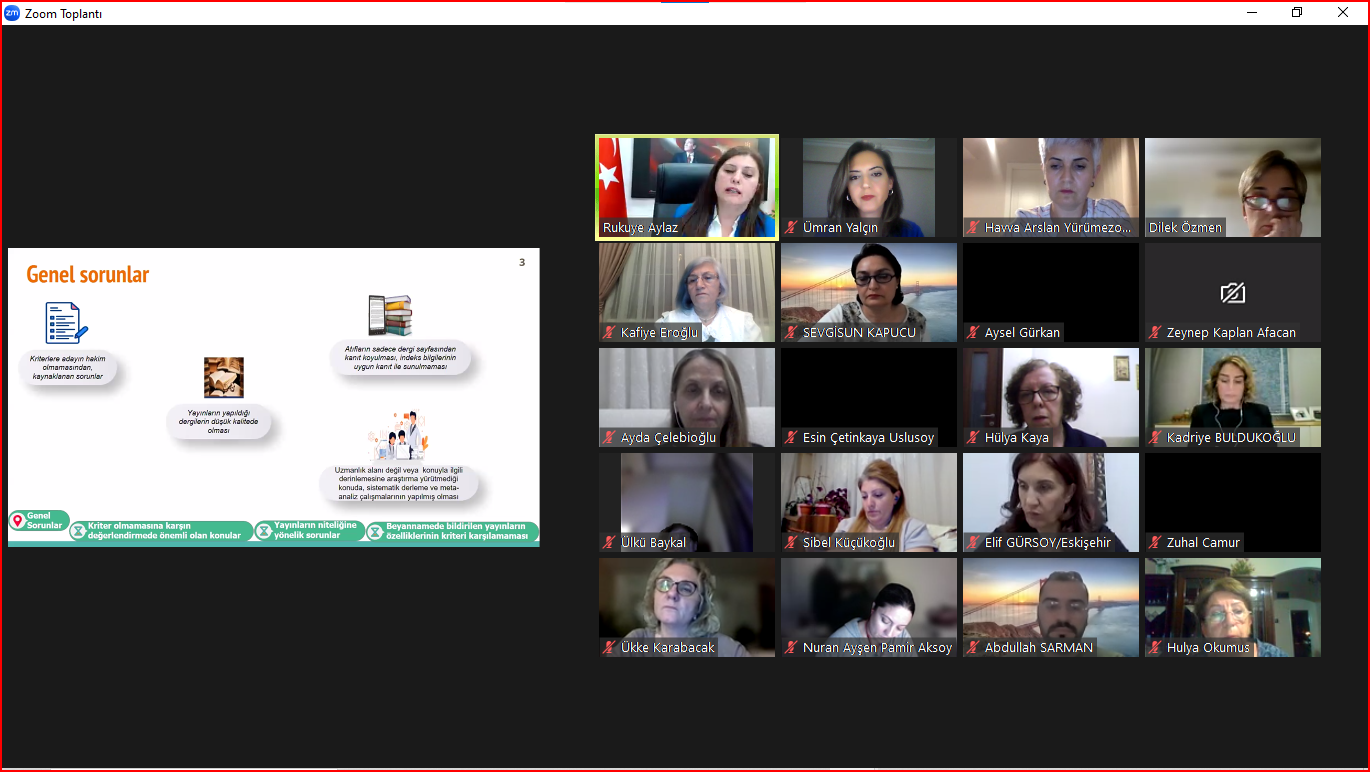 zm Zoom Toplantı
Genel sorunlar
3
Kriterlere adayın hakim
olmamasından,
kaynaklanan sorunlar
Yayınların yapıldığı
dergilerin düşük kalitede
olması
Atıfların sadece dergi sayfasından
kanıt koyulması, indeks bilgilerinin
uygun kanıt ile sunulmaması
Uzmanlık alanı değil veya konuyla ilgili
derinlemesine araştırma yürütmediği
konuda, sistematik derleme ve meta-
analiz çalışmalarının yapılmış olması
Genel
Sorunlar
Kriter olmamasına karşın
değerlendirmede önemli olan konular
Yayınların niteliğine
yönelik sorunlar
Beyannamede bildirilen yayınların
özelliklerinin kriteri karşılamaması
Rukuye Aylaz
Ümran Yalçın
Havva Arslan Yürümezo...
Dilek Özmen
Kafiye Eroğlu
SEVGİSUN KAPUCU
Aysel Gürkan
Zeynep Kaplan Afacan
Ayda Çelebioğlu
Esin Çetinkaya Uslusoy
Hülya Kaya
Kadriye BULDUKOĞLU
Ülkü Baykal
Sibel Küçükoğlu
Elif GÜRSOY/Eskişehir
Zuhal Camur
Ükke Karabacak
Nuran Ayşen Pamir Aksoy
Abdullah SARMAN
Hulya Okumus